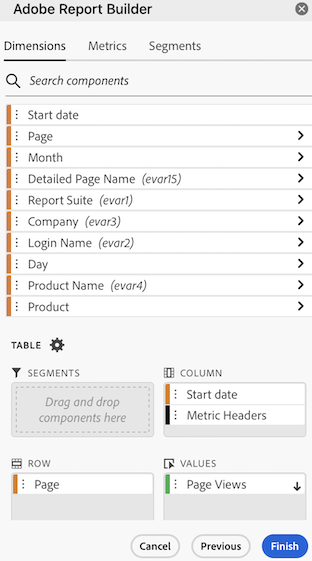 Adobe Report Builder
Dimensions Metrics Segments
Search components
Start date
Page
Month
Detailed Page Name (evar15)
Report Suite (evar1)
Company (evar3)
Login Name (evar2)
Day
Product Name (evar4)
Product
TABLE
SEGMENTS
Drag and drop
components here
COLUMN
Start date
Metric Headers
ROW
Page
VALUES
Page Views
Cancel Previous Finish